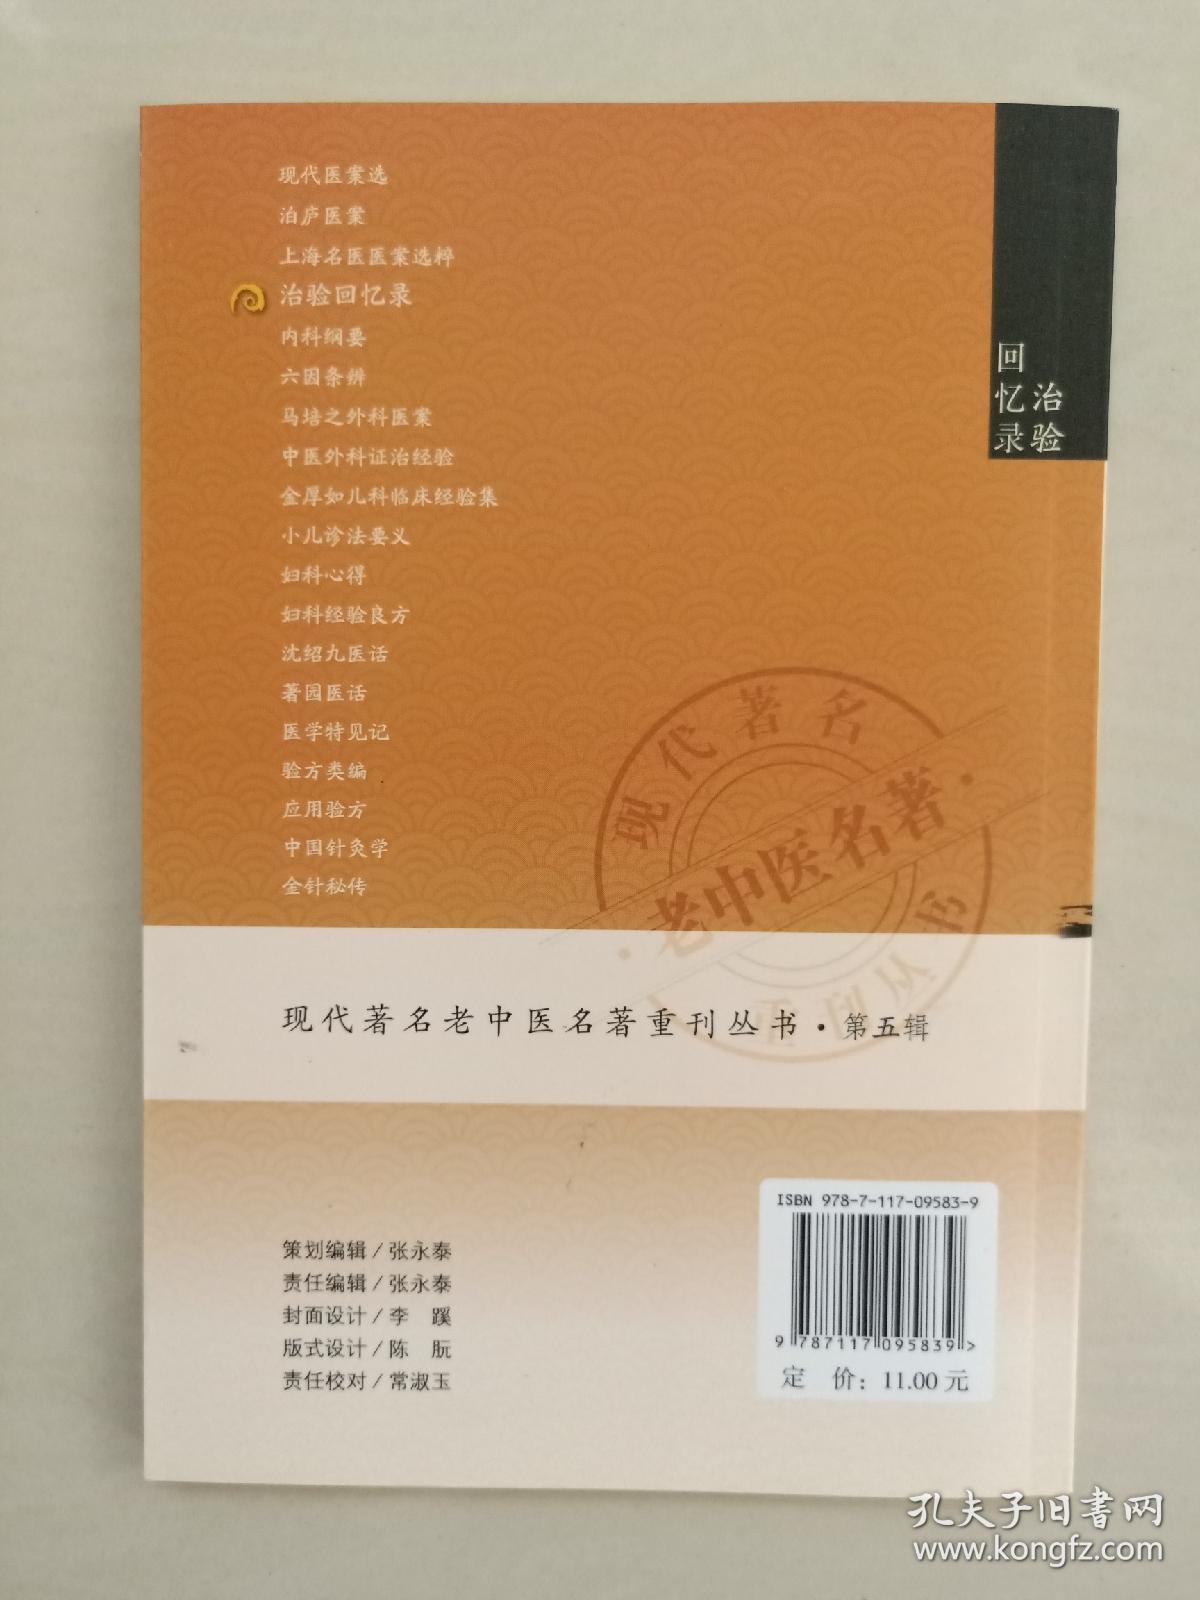 现代医案选
泊庐医案
上海名医医案选粹
治验回忆录
内科纲要
六因条辨
马培之外科医案
中医外科证治经验
金厚如儿科临床经验集
小儿诊法要义
妇科心得
妇科经验良方
沈绍九医话
著园医话
医学特见记
验方类编
应用验方
中国针灸学
金针秘传
治验
回忆录
现代著名
老中医名著
重刊丛书
现代著名老中医名著重刊丛书·第五辑
策划编辑/张永泰
责任编辑/张永泰
封面设计/李 蹊
版式设计/陈 朊
责任校对/常淑玉
ISBN 978-7-117-09583-9
9 787117 095839 >
定 价：11.00元
孔夫子旧书网
www.kongfz.com